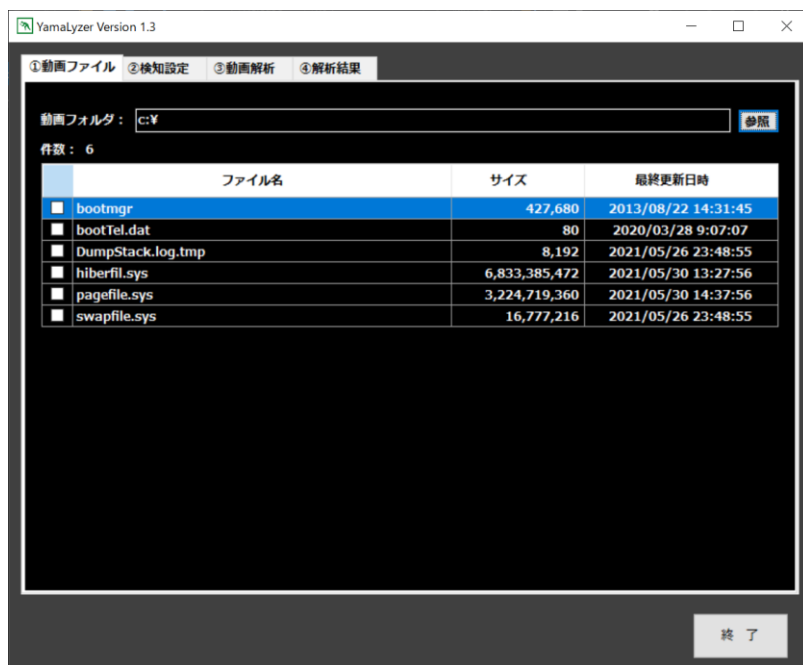 YamaLyzer Version 1.3
①動画ファイル ②検知設定 ③動画解析 ④解析結果
動画フォルダ： c:¥ 参照
件数： 6
ファイル名 サイズ 最終更新日時
bootmgr 427,680 2013/08/22 14:31:45
bootTel.dat 80 2020/03/28 9:07:07
DumpStack.log.tmp 8,192 2021/05/26 23:48:55
hiberfil.sys 6,833,385,472 2021/05/30 13:27:56
pagefile.sys 3,224,719,360 2021/05/30 14:37:56
swapfile.sys 16,777,216 2021/05/26 23:48:55
終 了